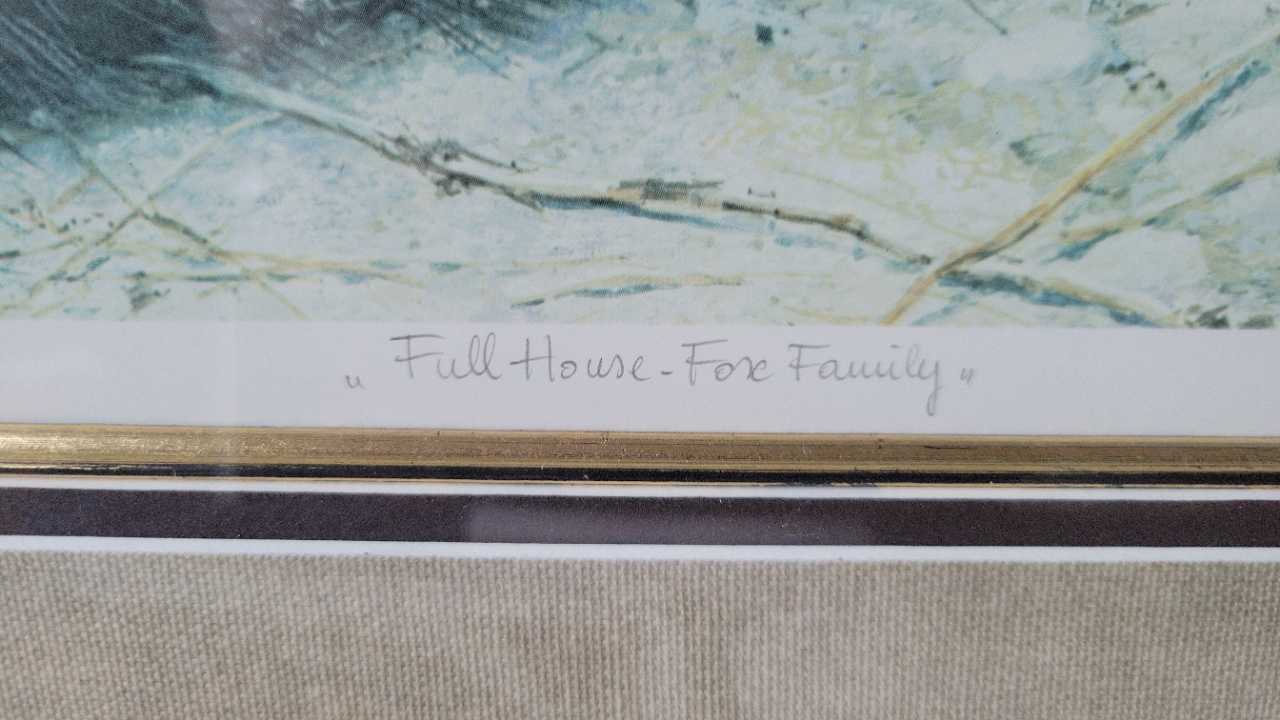 „Full House - Fox Family"